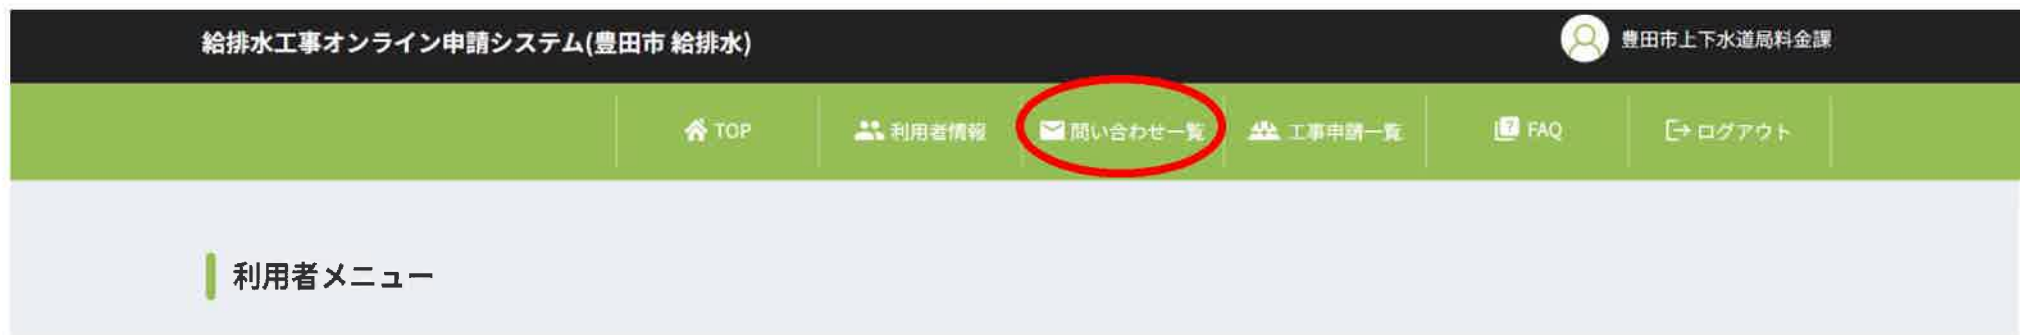 給排水工事オンライン申請システム(豊田市 給排水)
豊田市上下水道局料金課
TOP
利用者情報
問い合わせ一覧
工事申請一覧
FAQ
ログアウト
利用者メニュー